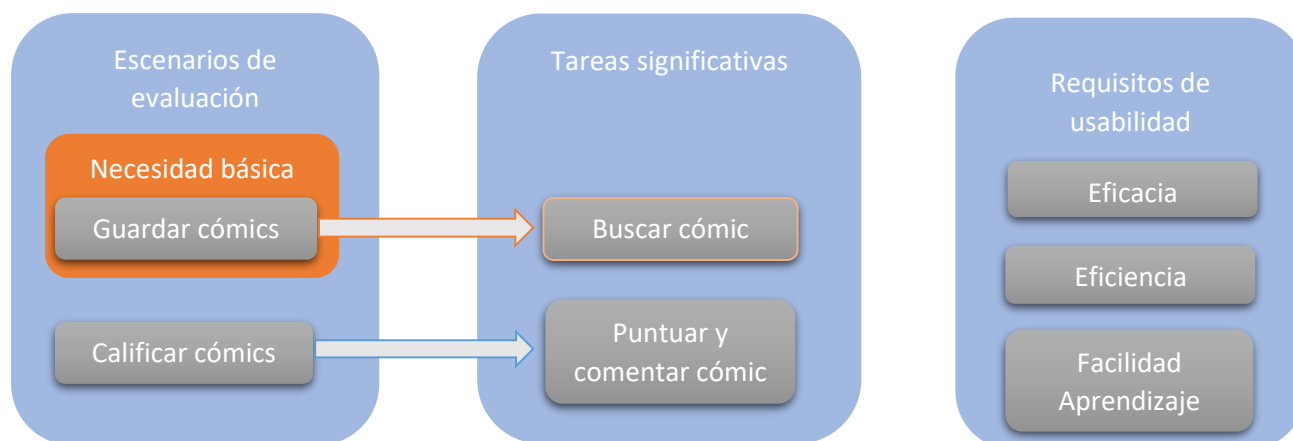 Escenarios de
evaluación
Necesidad básica
Guardar cómics
Calificar cómics
Tareas significativas
Buscar cómic
Puntuar y
comentar cómic
Requisitos de
usabilidad
Eficacia
Eficiencia
Facilidad
Aprendizaje